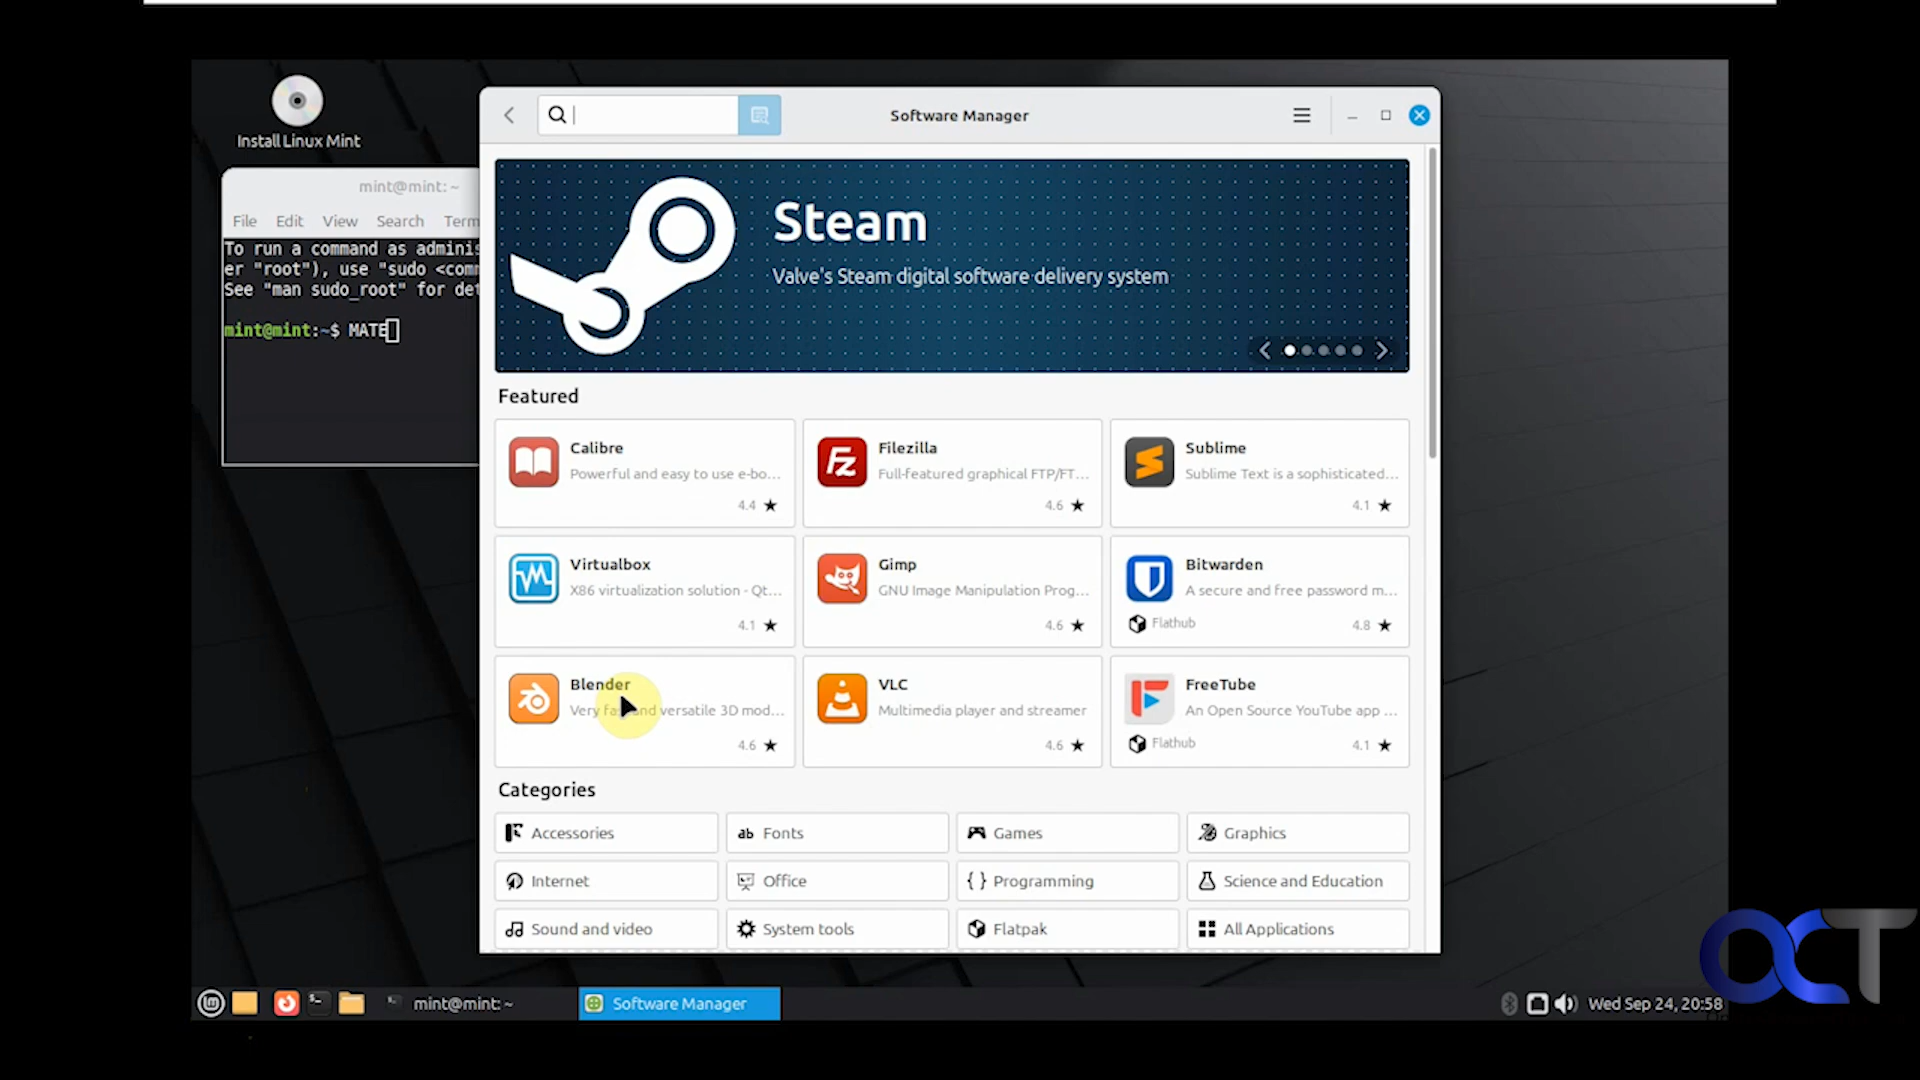 Install Linux Mint
mint@mint: ~
File Edit View Search Term
To run a command as adminis
er "root"), use "sudo <com
See "man sudo_root" for det
mint@mint:~$ MATE
Software Manager
Steam
Valve's Steam digital software delivery system
Featured
Calibre
Powerful and easy to use e-bo...
4.4 ★
Filezilla
Full-featured graphical FTP/FT...
4.6 ★
Sublime
Sublime Text is a sophisticated...
4.1 ★
Virtualbox
X86 virtualization solution - Qt...
4.1 ★
Gimp
GNU Image Manipulation Prog...
4.6 ★
Bitwarden
A secure and free password m...
Flathub
4.8 ★
Blender
Very fast and versatile 3D mod...
4.6 ★
VLC
Multimedia player and streamer
4.6 ★
FreeTube
An Open Source YouTube app ...
Flathub
4.1 ★
Categories
Accessories
ab Fonts
Games
Graphics
Internet
Office
{ } Programming
Science and Education
Sound and video
System tools
Flatpak
All Applications
mint@mint: ~
Software Manager
Wed Sep 24, 20:58
OCT